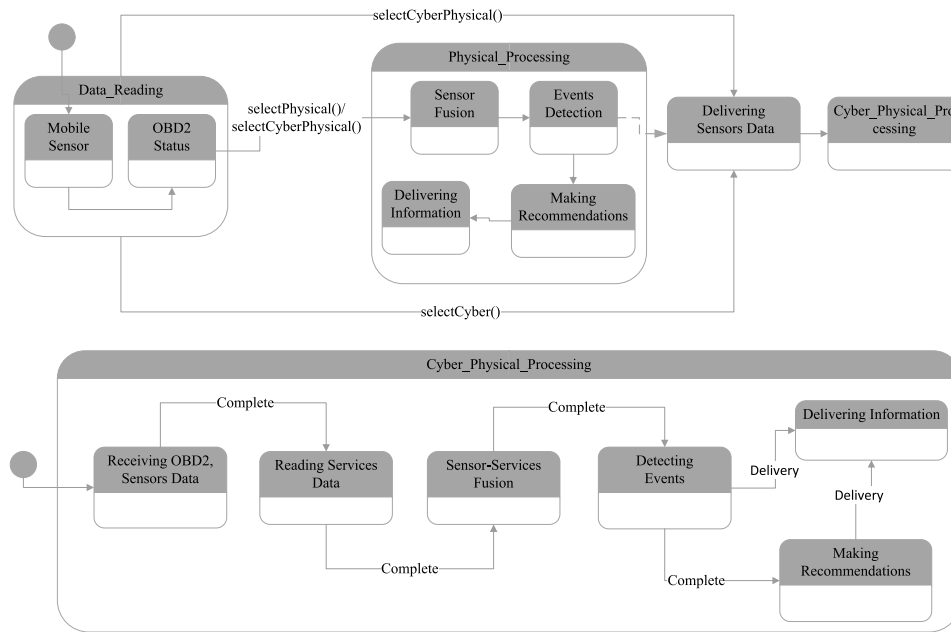 selectCyberPhysical()
Physical_Processing
Data_Reading
Mobile
Sensor
OBD2
Status
selectPhysical()/
selectCyberPhysical()
Sensor
Fusion
Events
Detection
Delivering
Sensors Data
Cyber_Physical_Pro
cessing
Delivering
Information
Making
Recommendations
selectCyber()
Cyber_Physical_Processing
Complete
Complete
Delivering Information
Receiving OBD2,
Sensors Data
Reading Services
Data
Sensor-Services
Fusion
Detecting
Events
Delivery
Delivery
Complete
Complete
Making
Recommendations